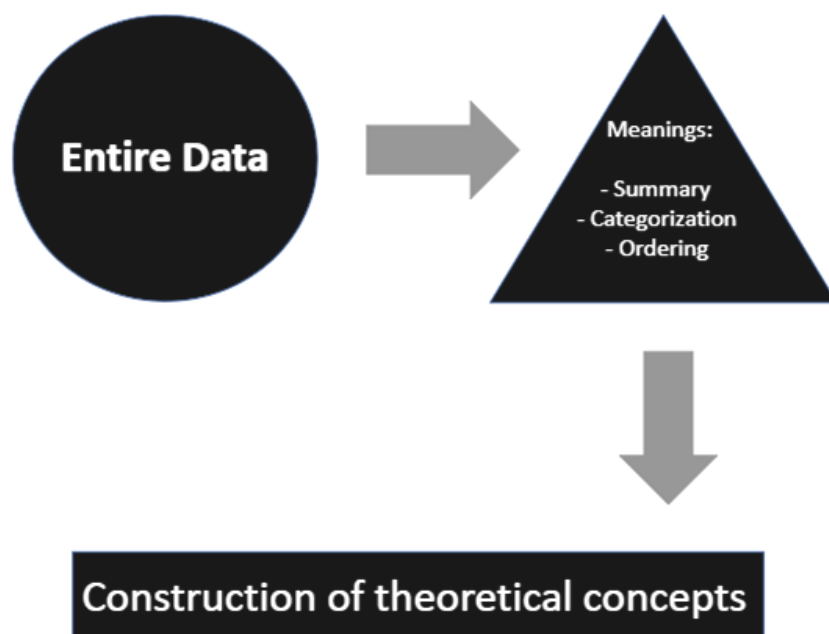 Entire Data
Meanings:
- Summary
- Categorization
- Ordering
Construction of theoretical concepts